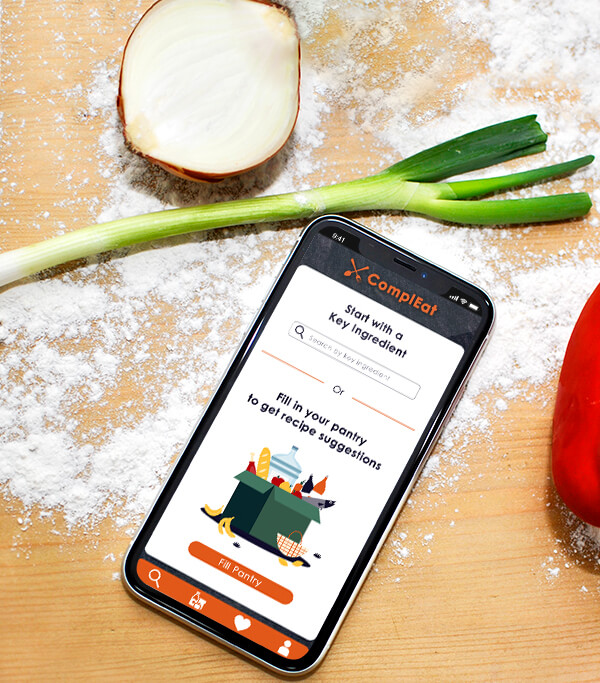 9:41
ComplEat
Start with a
Key Ingredient
Search by key ingredient
Or
Fill in your pantry
to get recipe suggestions
Fill Pantry